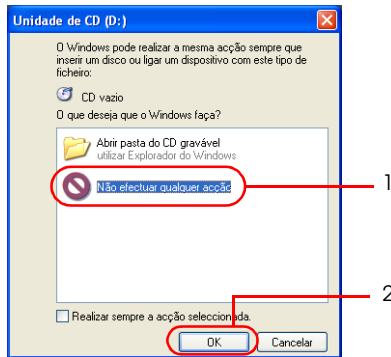 Unidade de CD (D:)
O Windows pode realizar a mesma acção sempre que
inserir um disco ou ligar um dispositivo com este tipo de
ficheiro:
CD vazio
O que deseja que o Windows faça?
Abrir pasta do CD gravável
utilizar Explorador do Windows
Não efectuar qualquer acção
1
Realizar sempre a acção seleccionada.
2
OK
Cancelar